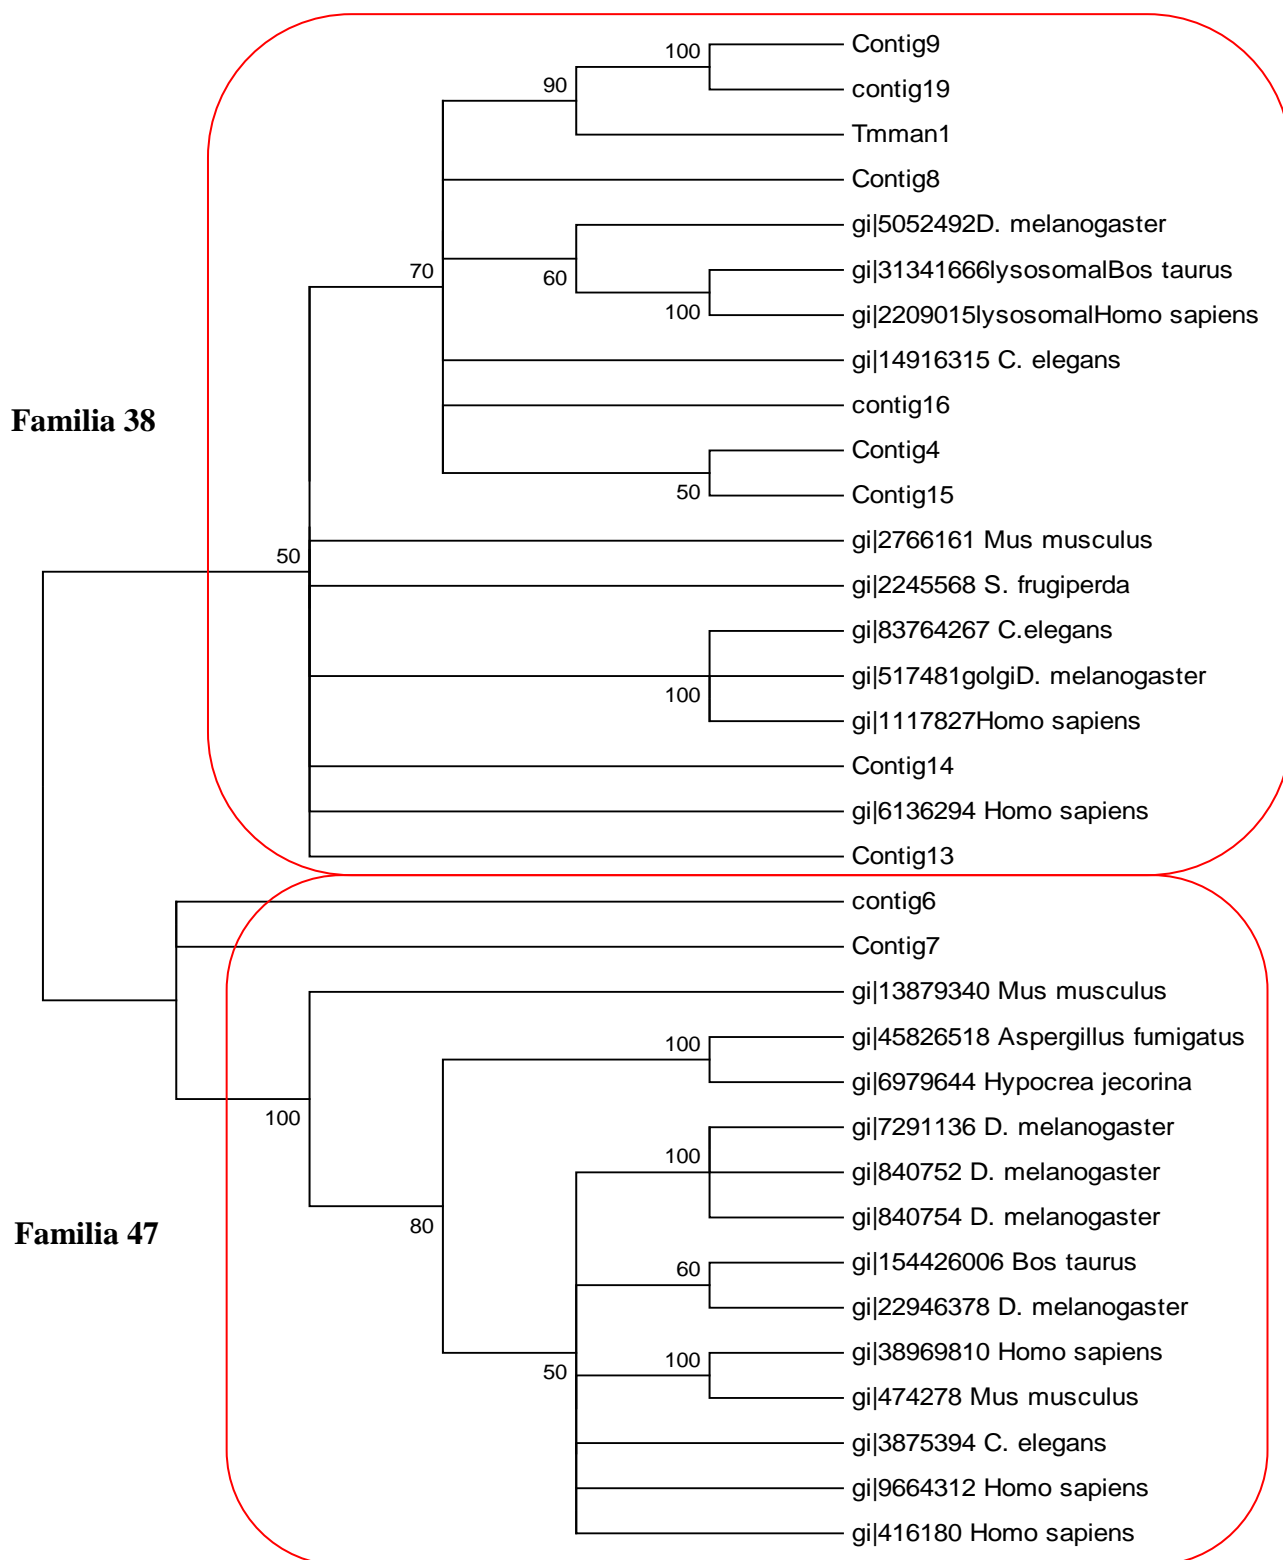 Contig9
100
contig19
90
Tmman1
Contig8
gi|5052492D. melanogaster
70
60
gi|31341666lysosomalBos taurus
100
gi|2209015lysosomalHomo sapiens
gi|14916315 C. elegans
contig16
Familia 38
Contig4
50
Contig15
gi|2766161 Mus musculus
50
gi|2245568 S. frugiperda
gi|83764267 C.elegans
gi|517481golgiD. melanogaster
100
gi|1117827Homo sapiens
Contig14
gi|6136294 Homo sapiens
Contig13
contig6
Contig7
gi|13879340 Mus musculus
100
gi|45826518 Aspergillus fumigatus
100
gi|6979644 Hypocrea jecorina
gi|7291136 D. melanogaster
100
gi|840752 D. melanogaster
80
gi|840754 D. melanogaster
Familia 47
60
gi|154426006 Bos taurus
gi|22946378 D. melanogaster
100
gi|38969810 Homo sapiens
50
gi|474278 Mus musculus
gi|3875394 C. elegans
gi|9664312 Homo sapiens
gi|416180 Homo sapiens